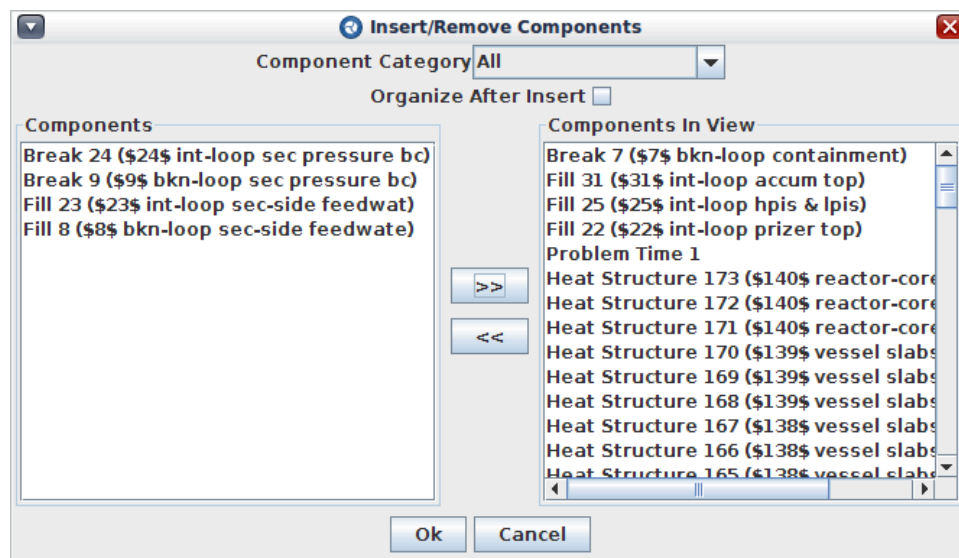 Insert/Remove Components
Component Category All
Organize After Insert
Components
Break 24 ($24$ int-loop sec pressure bc)
Break 9 ($9$ bkn-loop sec pressure bc)
Fill 23 ($23$ int-loop sec-side feedwat)
Fill 8 ($8$ bkn-loop sec-side feedwate)
>>
<<
Components In View
Break 7 ($7$ bkn-loop containment)
Fill 31 ($31$ int-loop accum top)
Fill 25 ($25$ int-loop hpis & lpis)
Fill 22 ($22$ int-loop prizer top)
Problem Time 1
Heat Structure 173 ($140$ reactor-core
Heat Structure 172 ($140$ reactor-core
Heat Structure 171 ($140$ reactor-core
Heat Structure 170 ($139$ vessel slabs
Heat Structure 169 ($139$ vessel slabs
Heat Structure 168 ($139$ vessel slabs
Heat Structure 167 ($138$ vessel slabs
Heat Structure 166 ($138$ vessel slabs
Heat Structure 165 ($138$ vessel slabs
Ok Cancel